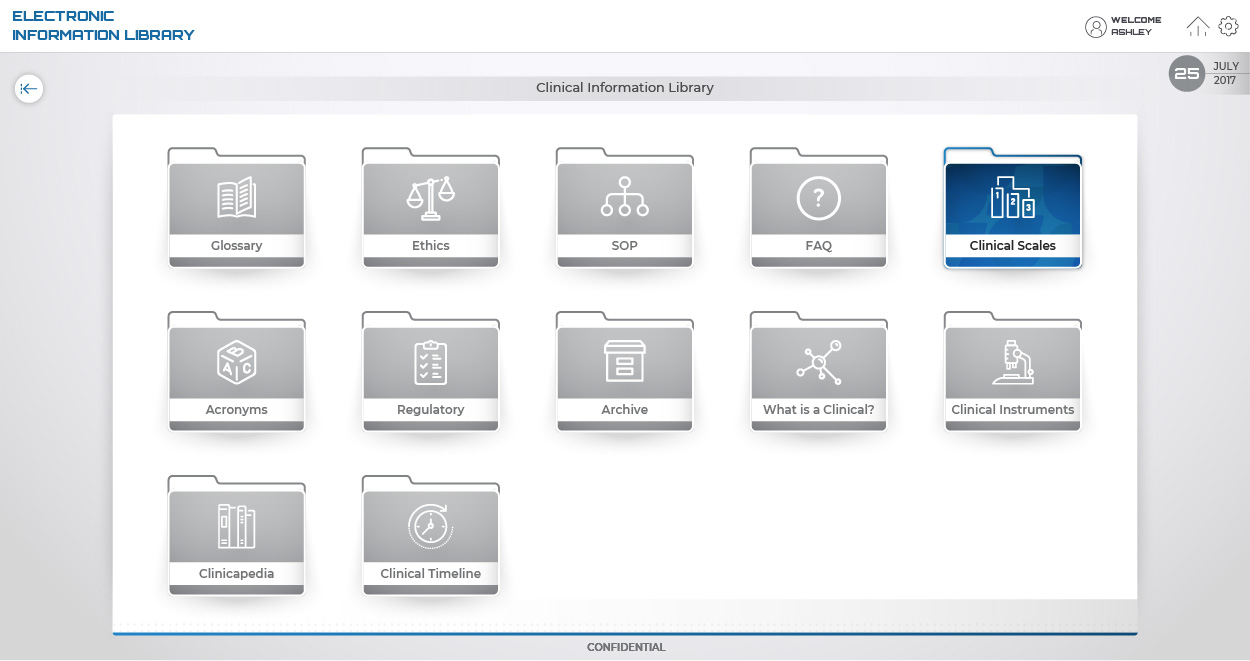 ELECTRONIC
INFORMATION LIBRARY
WELCOME
ASHLEY
25
JULY
2017
Clinical Information Library
?
1
2
3
Glossary
Ethics
SOP
FAQ
Clinical Scales
B
A
C
Acronyms
Regulatory
Archive
What is a Clinical?
Clinical Instruments
Clinicapedia
Clinical Timeline
CONFIDENTIAL